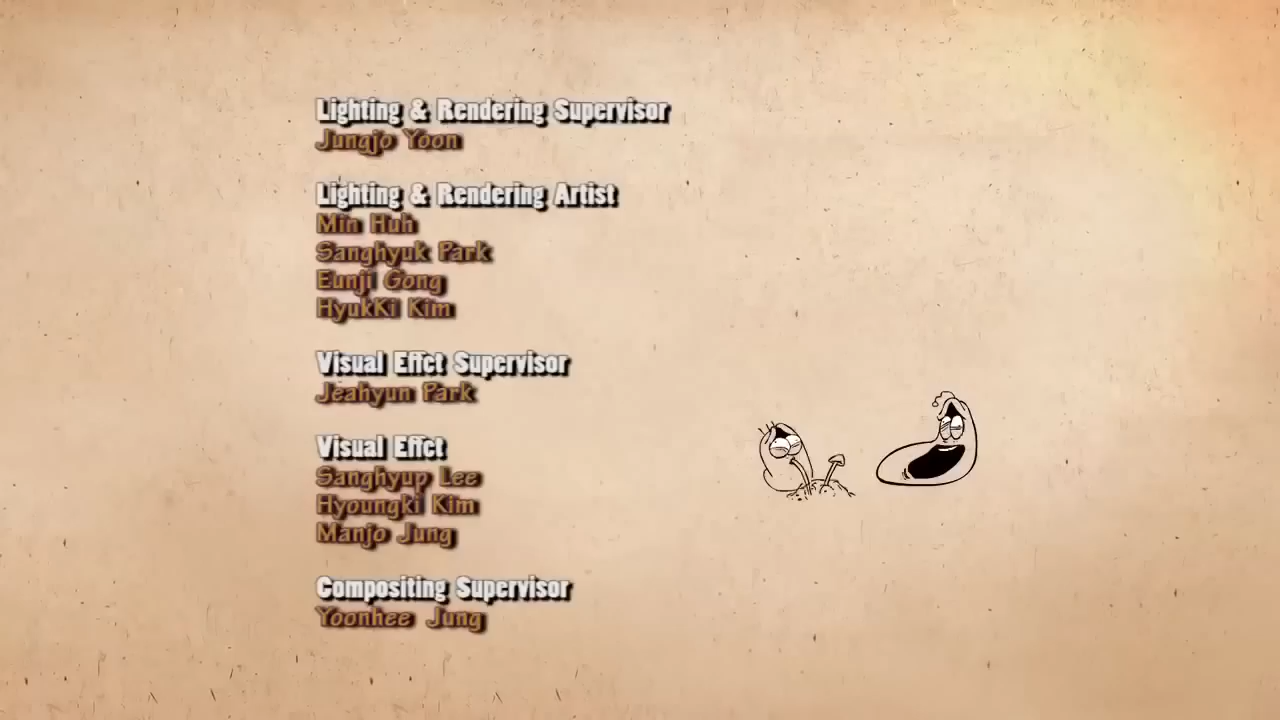 Lighting & Rendering Supervisor
Jungjo Yoon
Lighting & Rendering Artist
Min Huh
Sanghyuk Park
Eunji Gong
HyukKi Kim
Visual Effct Supervisor
Jeahyun Park
Visual Effct
Sanghyup Lee
Hyoungki Kim
Manjo Jung
Compositing Supervisor
Yoonhee Jung